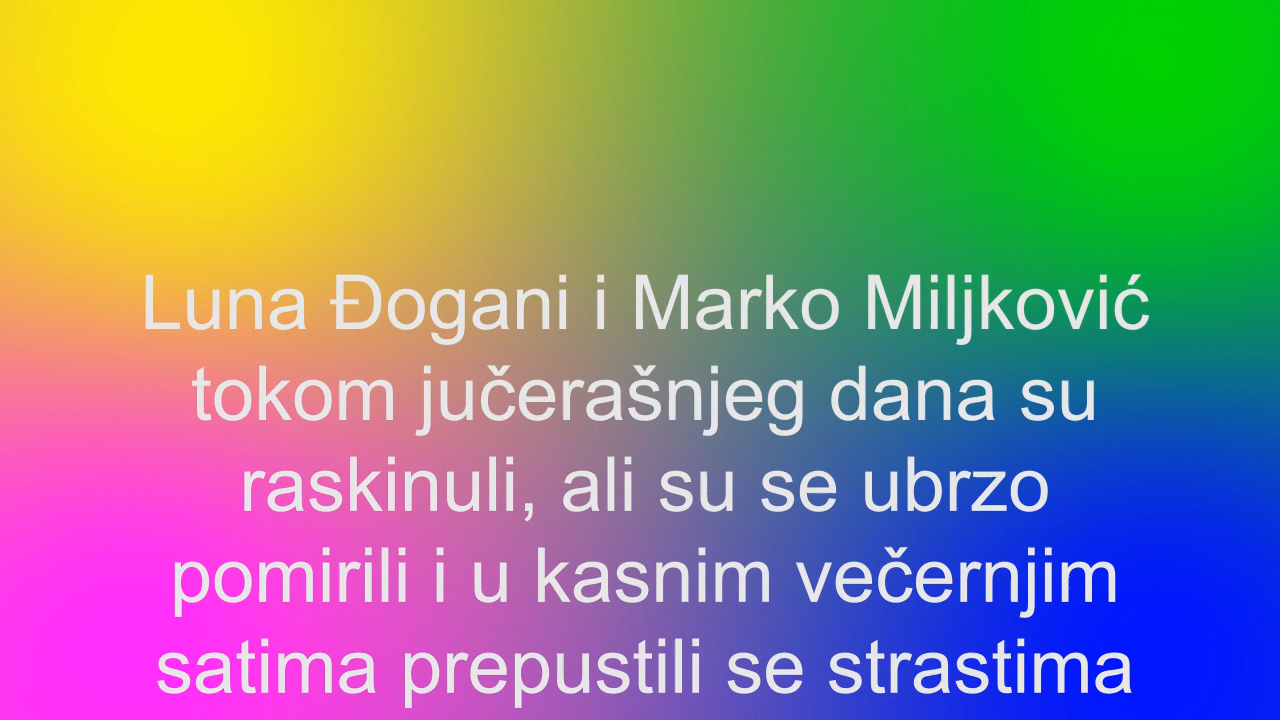 Luna Đogani i Marko Miljković
tokom jučerašnjeg dana su
raskinuli, ali su se ubrzo
pomirili i u kasnim večernjim
satima prepustili se strastima